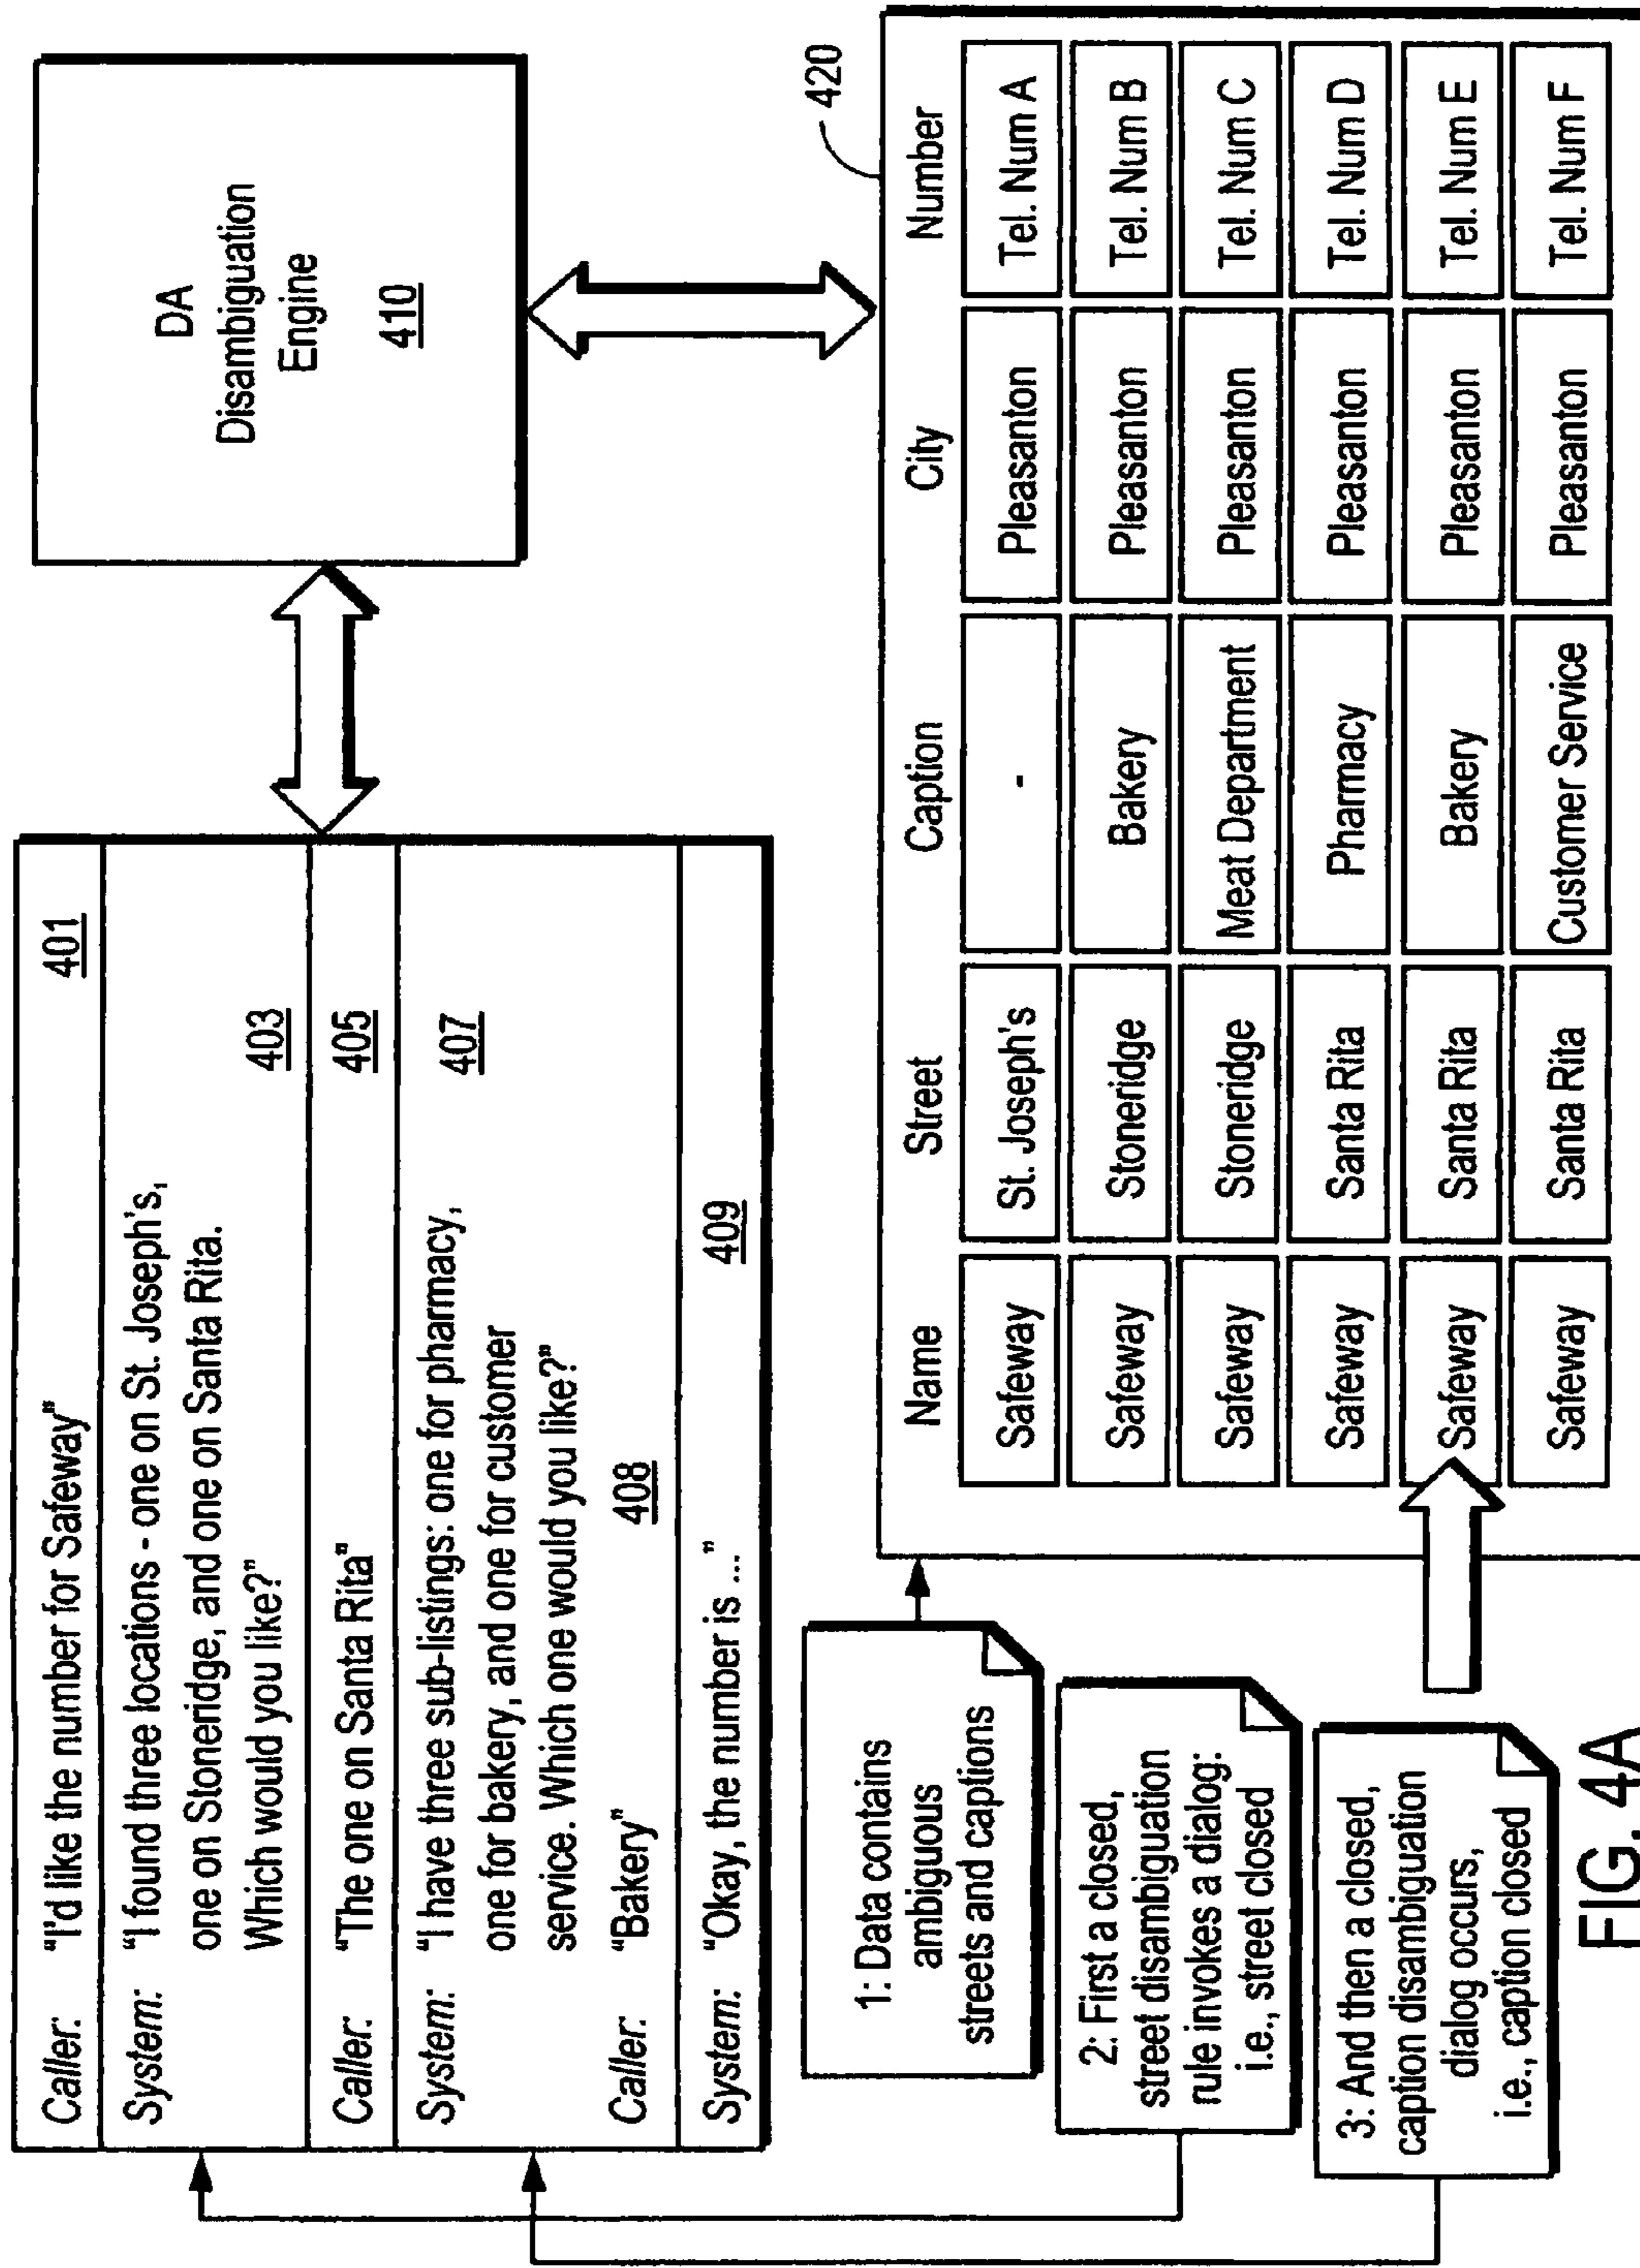 Caller: "I'd like the number for Safeway" 401
System: "I found three locations - one on St. Joseph's,
one on Stoneridge, and one on Santa Rita.
Which would you like?" 403
Caller: "The one on Santa Rita" 405
System: "I have three sub-listings: one for pharmacy, 407
one for bakery, and one for customer
service. Which one would you like?"
Caller: "Bakery" 408
System: "Okay, the number is ..." 409
DA
Disambiguation
Engine
410
1: Data contains
ambiguous
streets and captions
2: First a closed,
street disambiguation
rule invokes a dialog:
i.e., street closed
3: And then a closed,
caption disambiguation
dialog occurs,
i.e., caption closed
420
Name Street Caption City Number
Safeway St. Joseph's - Pleasanton Tel. Num A
Safeway Stoneridge Bakery Pleasanton Tel. Num B
Safeway Stoneridge Meat Department Pleasanton Tel. Num C
Safeway Santa Rita Pharmacy Pleasanton Tel. Num D
Safeway Santa Rita Bakery Pleasanton Tel. Num E
Safeway Santa Rita Customer Service Pleasanton Tel. Num F
FIG. 4A